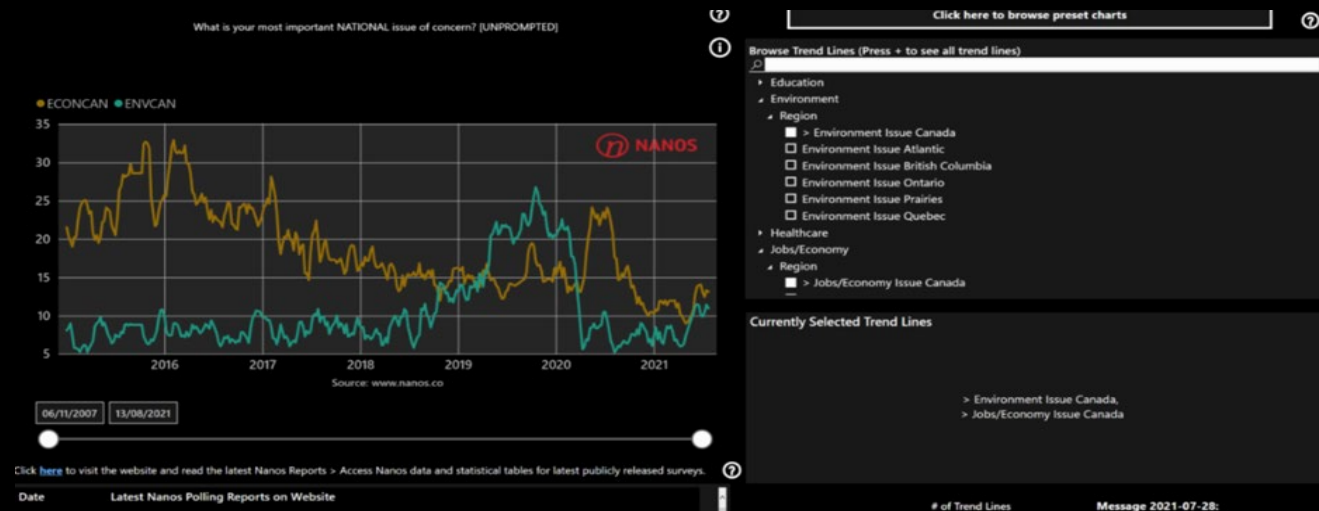 What is your most important NATIONAL issue of concern? [UNPROMPTED]
ECONCAN ENVCAN
NANOS
35
30
25
20
15
10
5
2016 2017 2018 2019 2020 2021
Source: www.nanos.co
06/11/2007 13/08/2021
Click here to visit the website and read the latest Nanos Reports > Access Nanos data and statistical tables for latest publicly released surveys.
Date Latest Nanos Polling Reports on Website
Click here to browse preset charts
Browse Trend Lines (Press + to see all trend lines)
Education
Environment
Region
> Environment Issue Canada
Environment Issue Atlantic
Environment Issue British Columbia
Environment Issue Ontario
Environment Issue Prairies
Environment Issue Quebec
Healthcare
Jobs/Economy
Region
> Jobs/Economy Issue Canada
Currently Selected Trend Lines
> Environment Issue Canada,
> Jobs/Economy Issue Canada
# of Trend Lines
Message 2021-07-28: